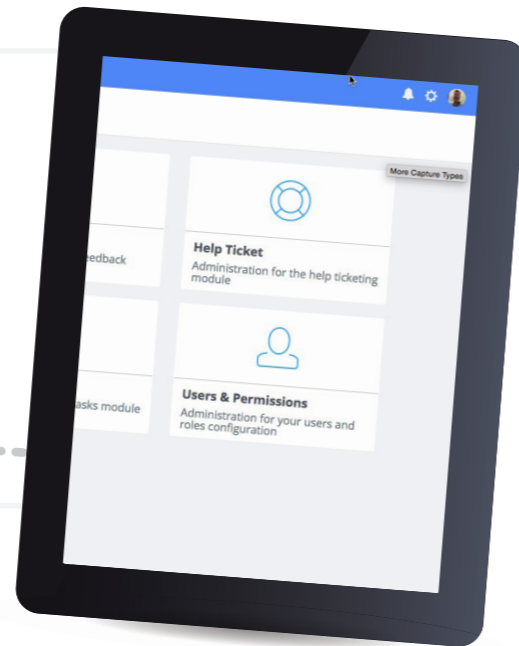 More Capture Types
eedback
Help Ticket
Administration for the help ticketing
module
asks module
Users & Permissions
Administration for your users and
roles configuration